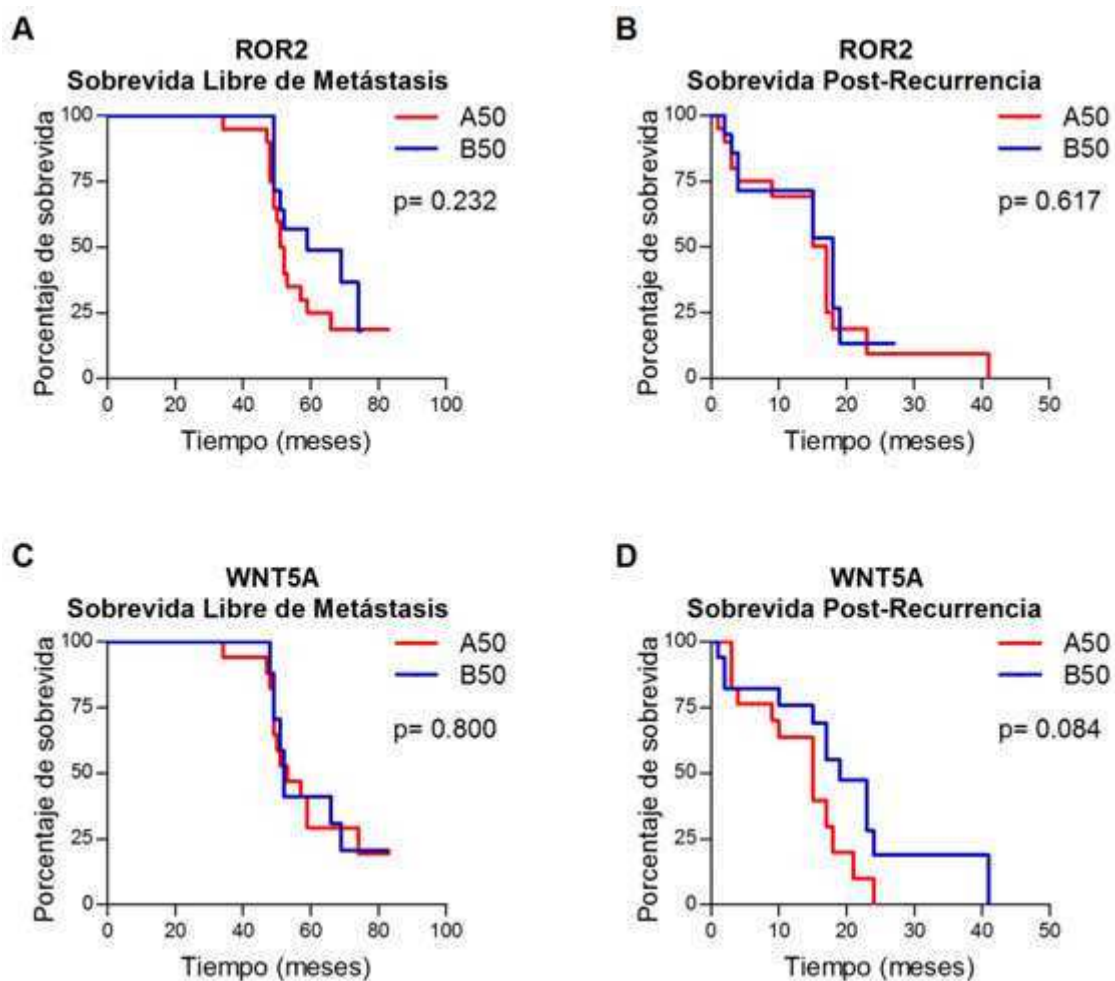 A
ROR2
Sobrevida Libre de Metástasis
Porcentaje de sobrevida
100
75
50
25
0
0 20 40 60 80 100
Tiempo (meses)
A50
B50
p= 0.232
B
ROR2
Sobrevida Post-Recurrencia
Porcentaje de sobrevida
100
75
50
25
0
0 10 20 30 40 50
Tiempo (meses)
A50
B50
p= 0.617
C
WNT5A
Sobrevida Libre de Metástasis
Porcentaje de sobrevida
100
75
50
25
0
0 20 40 60 80 100
Tiempo (meses)
A50
B50
p= 0.800
D
WNT5A
Sobrevida Post-Recurrencia
Porcentaje de sobrevida
100
75
50
25
0
0 10 20 30 40 50
Tiempo (meses)
A50
B50
p= 0.084